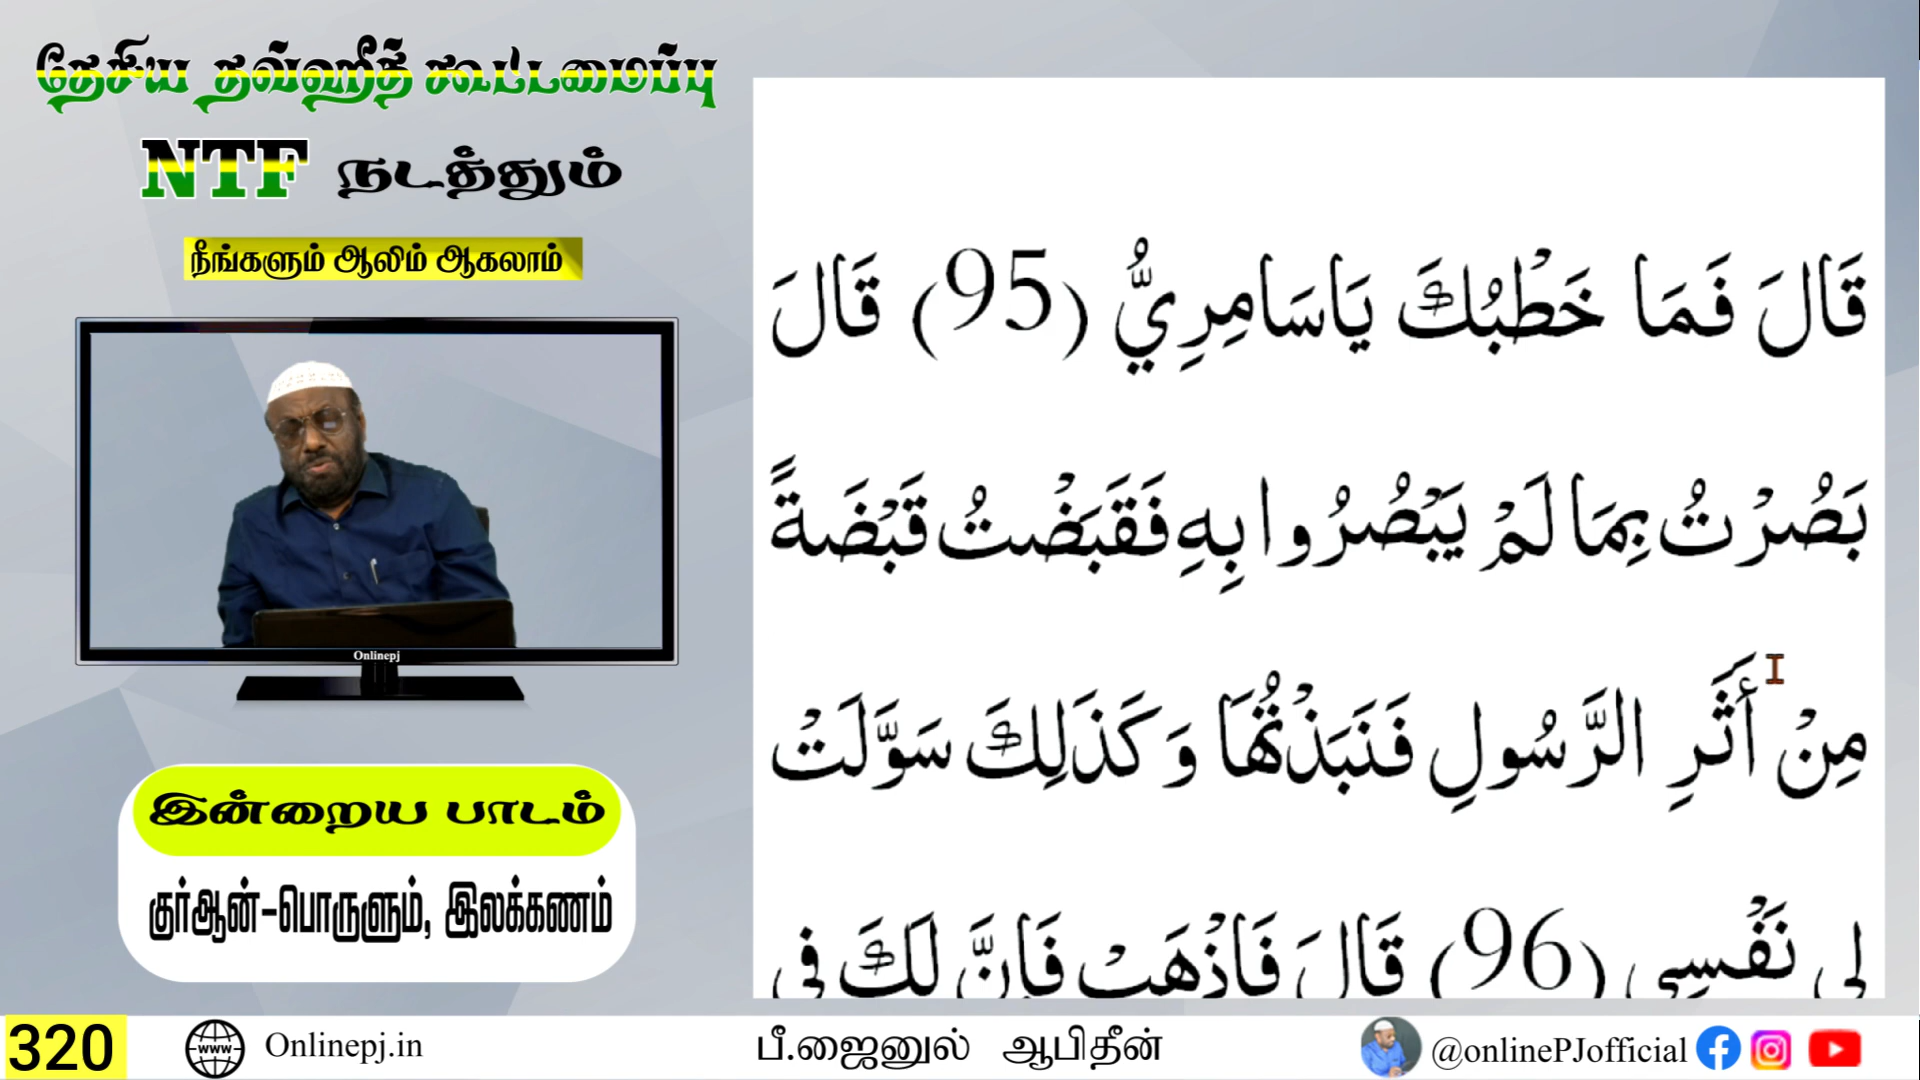 தேசிய தவ்ஹீத் கூட்டமைப்பு
NTF நடத்தும்
நீங்களும் ஆலிம் ஆகலாம்
Onlinepj
இன்றைய பாடம்
குர்ஆன்-பொருளும், இலக்கணம்
قَالَ فَمَا خَطْبُكَ يَاسَامِرِيُّ (95) قَالَ
بَصُرْتُ بِمَا لَمْ يَبْصُرُوا بِهِ فَقَبَضْتُ قَبْضَةً
مِنْ أَثَرِ الرَّسُولِ فَنَبَذْتُهَا وَكَذَلِكَ سَوَّلَتْ
لِي نَفْسِي (96) قَالَ فَاذْهَبْ فَإِنَّ لَكَ فِي
320
www
Onlinepj.in
பீ.ஜைனுல் ஆபிதீன்
@onlinePJofficial